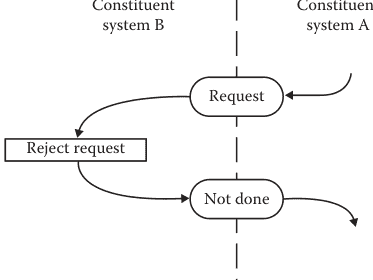 Constituent
system B
Constituen
system A
Request
Reject request
Not done